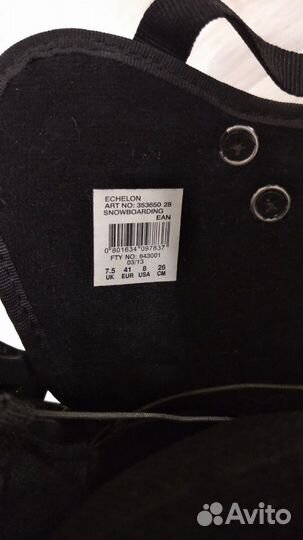 ECHELON
ART NO: 353650 28
SNOWBOARDING
EAN
0 801634 097837
FTY NO: 643001
03/13
7.5 41 8 26
UK EUR USA CM
Avito